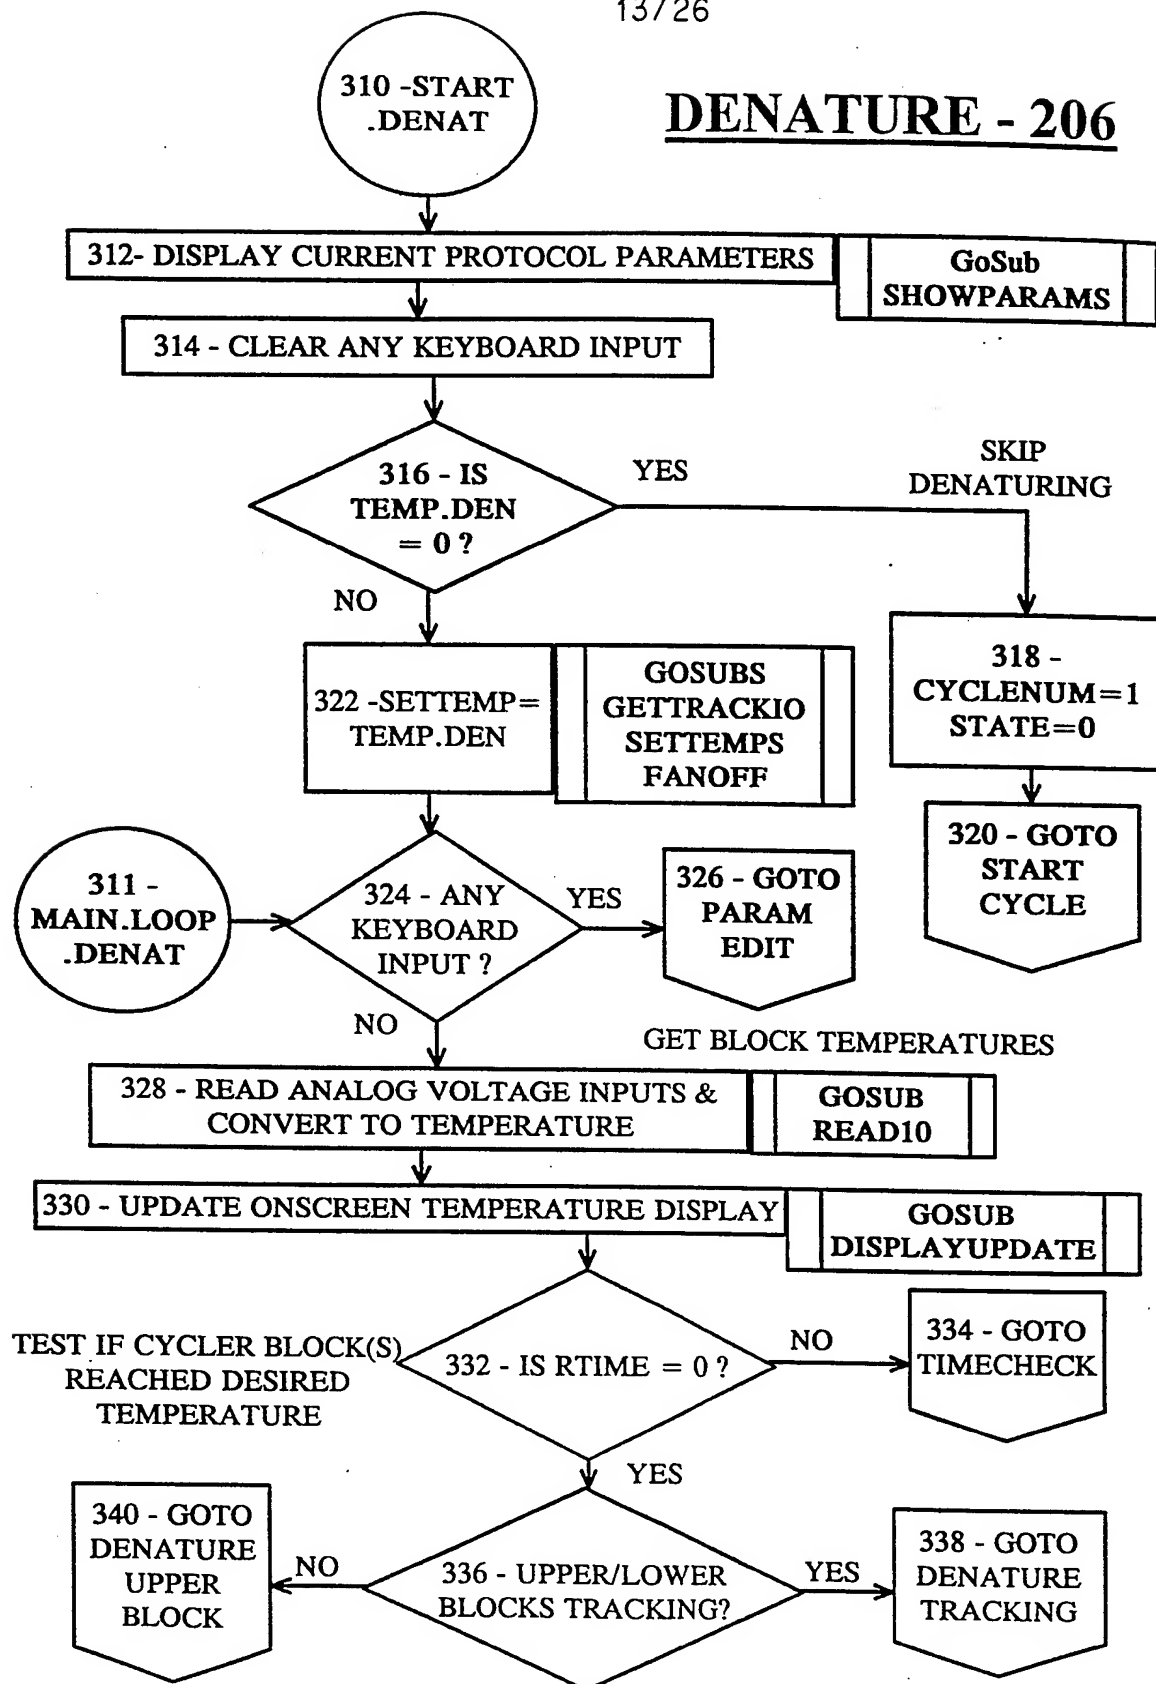 13/26
310 -START
.DENAT
DENATURE - 206
312- DISPLAY CURRENT PROTOCOL PARAMETERS
GoSub
SHOWPARAMS
314 - CLEAR ANY KEYBOARD INPUT
316 - IS
TEMP.DEN
= 0 ?
YES
SKIP
DENATURING
NO
322 -SETTEMP=
TEMP.DEN
GOSUBS
GETTRACKIO
SETTEMPS
FANOFF
318 -
CYCLENUM=1
STATE=0
320 - GOTO
START
CYCLE
311 -
MAIN.LOOP
.DENAT
324 - ANY
KEYBOARD
INPUT ?
YES
326 - GOTO
PARAM
EDIT
NO
GET BLOCK TEMPERATURES
328 - READ ANALOG VOLTAGE INPUTS &
CONVERT TO TEMPERATURE
GOSUB
READ10
330 - UPDATE ONSCREEN TEMPERATURE DISPLAY
GOSUB
DISPLAYUPDATE
TEST IF CYCLER BLOCK(S)
REACHED DESIRED
TEMPERATURE
332 - IS RTIME = 0 ?
NO
334 - GOTO
TIMECHECK
YES
340 - GOTO
DENATURE
UPPER
BLOCK
NO
336 - UPPER/LOWER
BLOCKS TRACKING?
YES
338 - GOTO
DENATURE
TRACKING